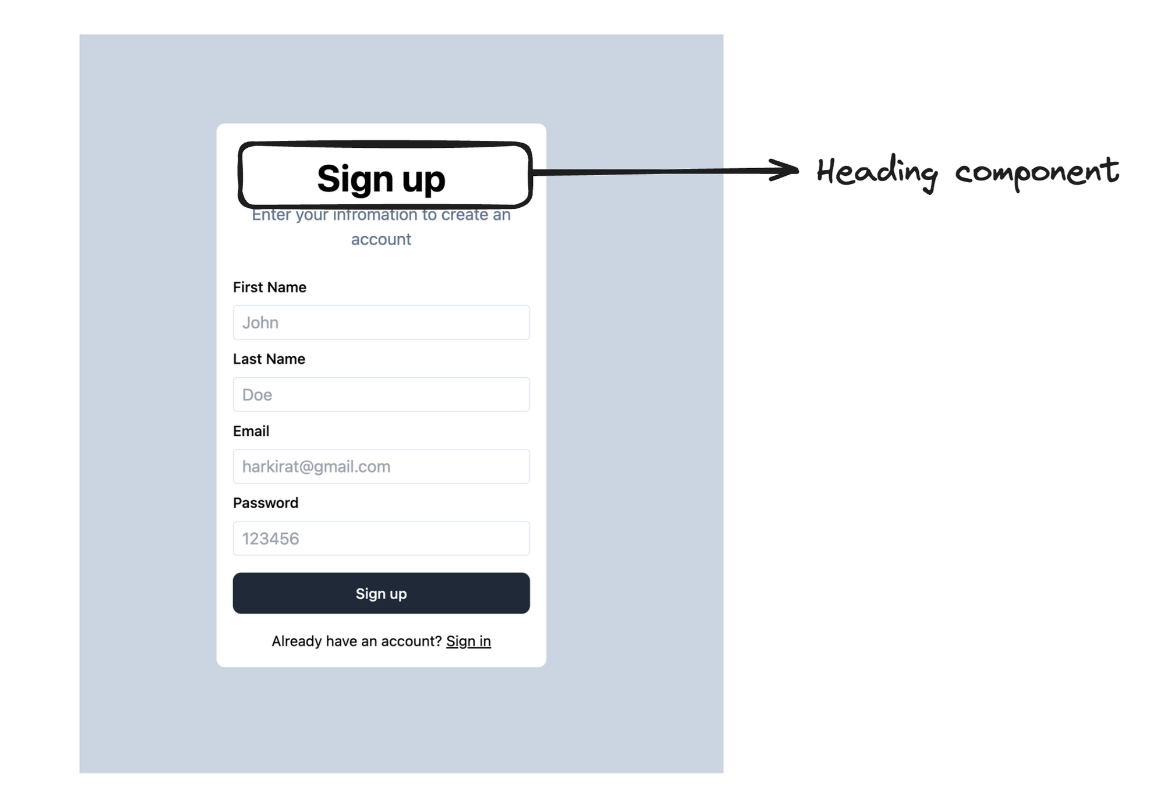 Sign up
Heading component
Enter your infromation to create an
account
First Name
John
Last Name
Doe
Email
harkirat@gmail.com
Password
123456
Sign up
Already have an account? Sign in